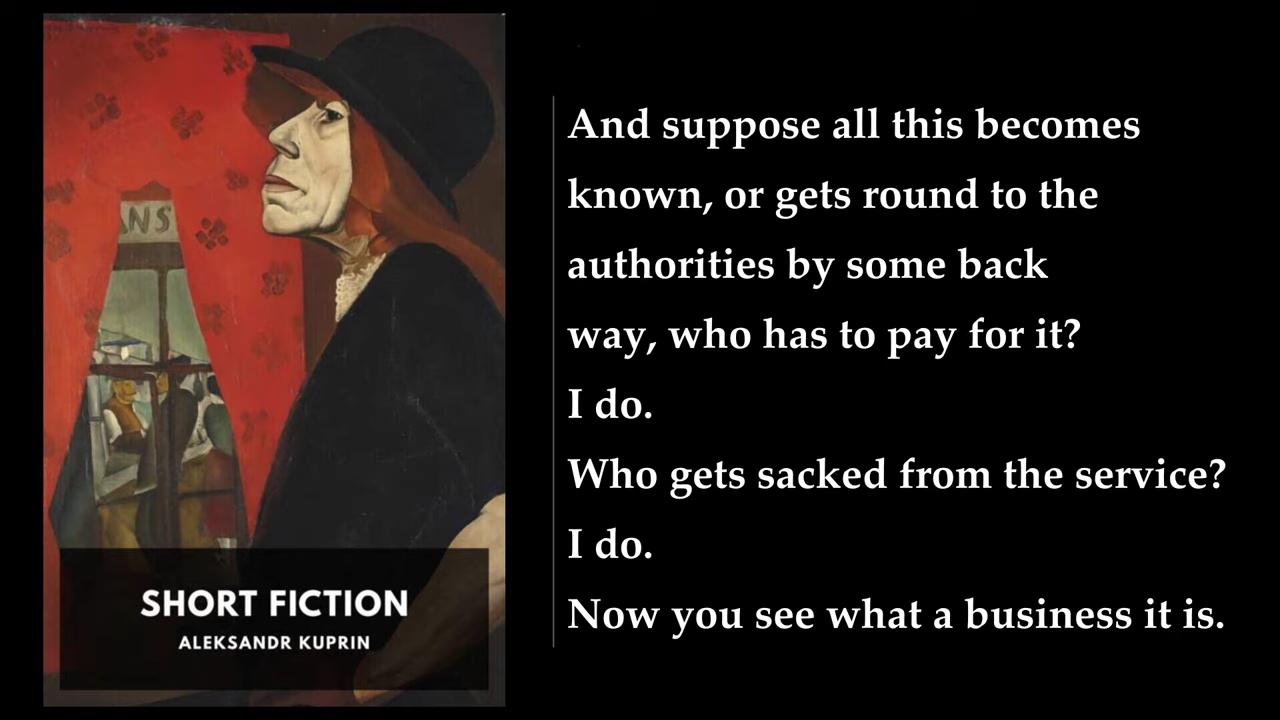 ANS
SHORT FICTION
ALEKSANDR KUPRIN
And suppose all this becomes
known, or gets round to the
authorities by some back
way, who has to pay for it?
I do.
Who gets sacked from the service?
I do.
Now you see what a business it is.